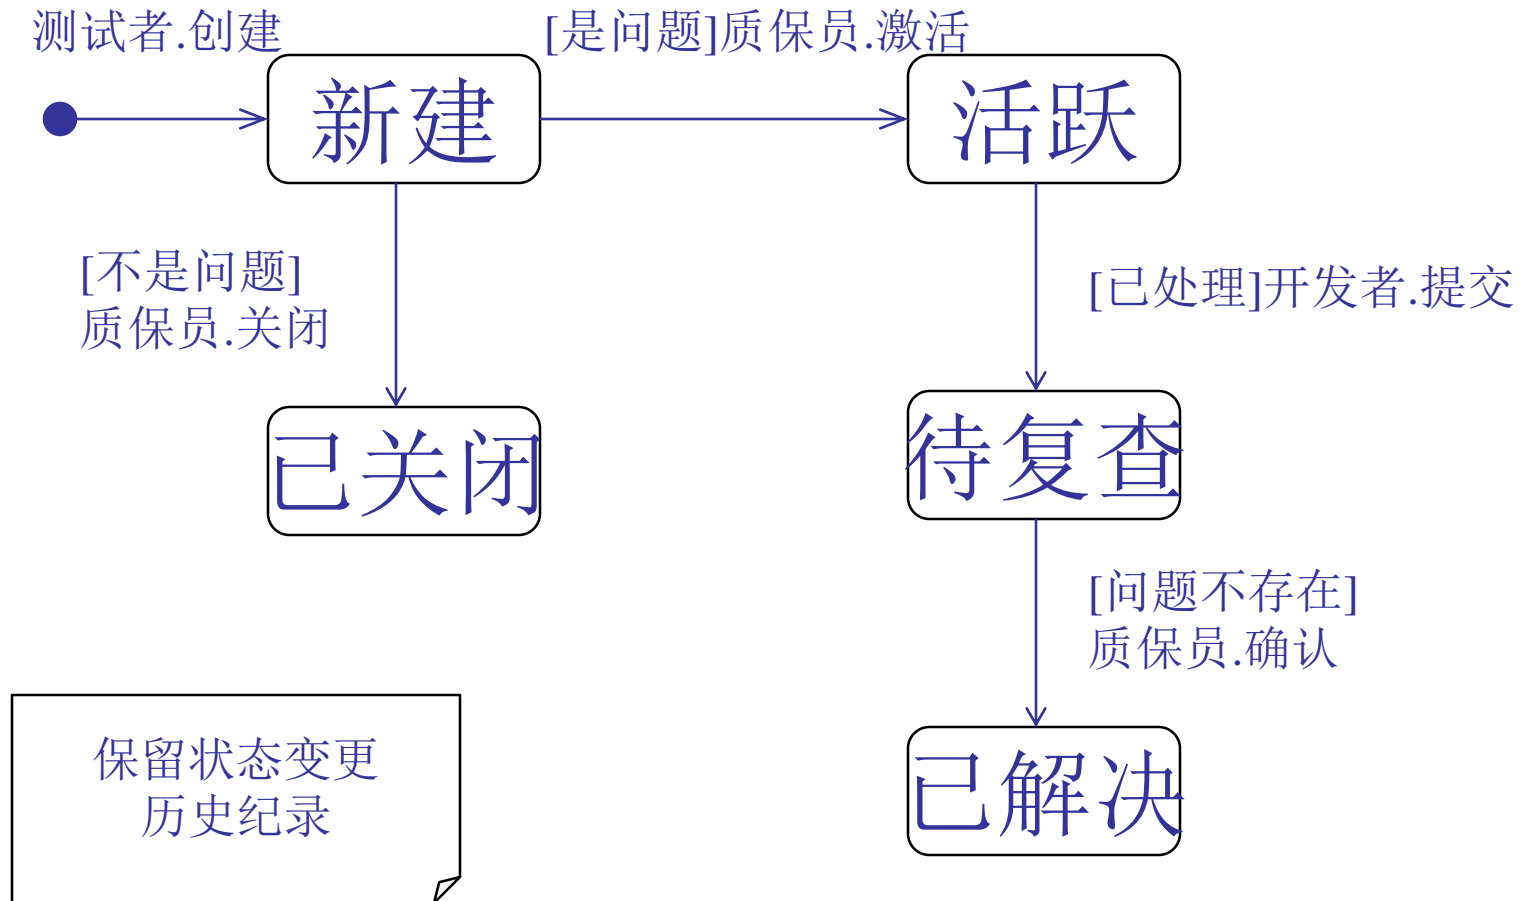 测试者.创建
[是问题]质保员.激活
新建
活跃
[不是问题]
质保员.关闭
[已处理]开发者.提交
已关闭
待复查
[问题不存在]
质保员.确认
保留状态变更
历史纪录
已解决